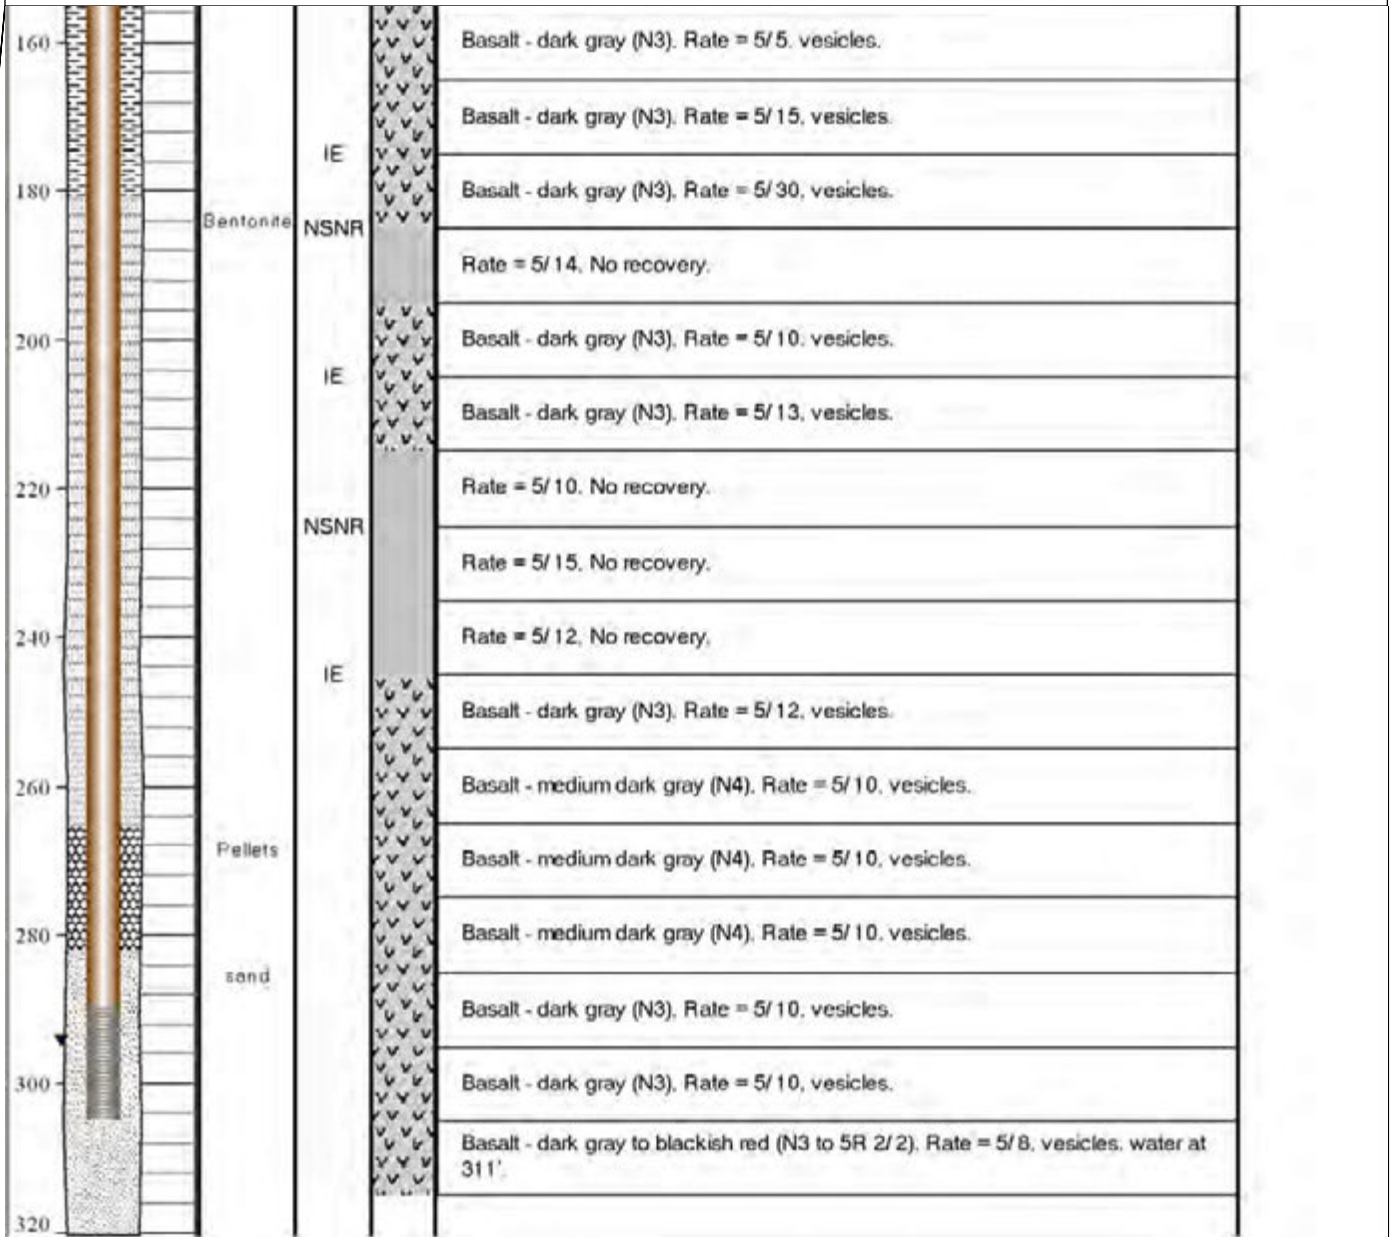 160
Basalt - dark gray (N3). Rate = 5/5. vesicles.
Basalt - dark gray (N3). Rate = 5/15, vesicles.
IE
Basalt - dark gray (N3). Rate = 5/30, vesicles.
180
Bentonite
NSNR
Rate = 5/14, No recovery.
200
Basalt - dark gray (N3), Rate = 5/10. vesicles.
IE
Basalt - dark gray (N3), Rate = 5/13, vesicles.
220
Rate = 5/10, No recovery.
NSNR
Rate = 5/15, No recovery.
240
Rate = 5/12, No recovery.
IE
Basalt - dark gray (N3). Rate = 5/12, vesicles.
260
Basalt - medium dark gray (N4), Rate = 5/10, vesicles.
Pellets
Basalt - medium dark gray (N4), Rate = 5/10, vesicles.
280
Basalt - medium dark gray (N4), Rate = 5/10, vesicles.
sand
Basalt - dark gray (N3), Rate = 5/10, vesicles.
300
Basalt - dark gray (N3), Rate = 5/10, vesicles.
Basalt - dark gray to blackish red (N3 to 5R 2/2), Rate = 5/8, vesicles, water at
311'.
320